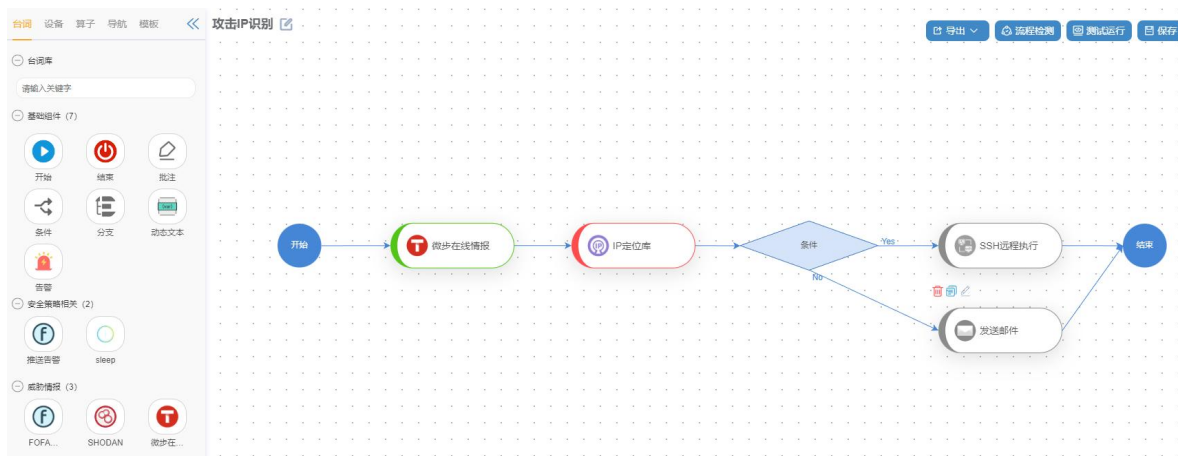 台词 设备 算子 导航 模板
攻击IP识别
导出 流程检测 测试运行 保存
台词库
请输入关键字
基础组件 (7)
开始 结束 批注
条件 分支 动态文本
告警
安全策略相关 (2)
推送告警 sleep
威胁情报 (3)
FOFA... SHODAN 微步在...
开始
微步在线情报
IP定位库
条件
Yes
No
SSH远程执行
发送邮件
结束